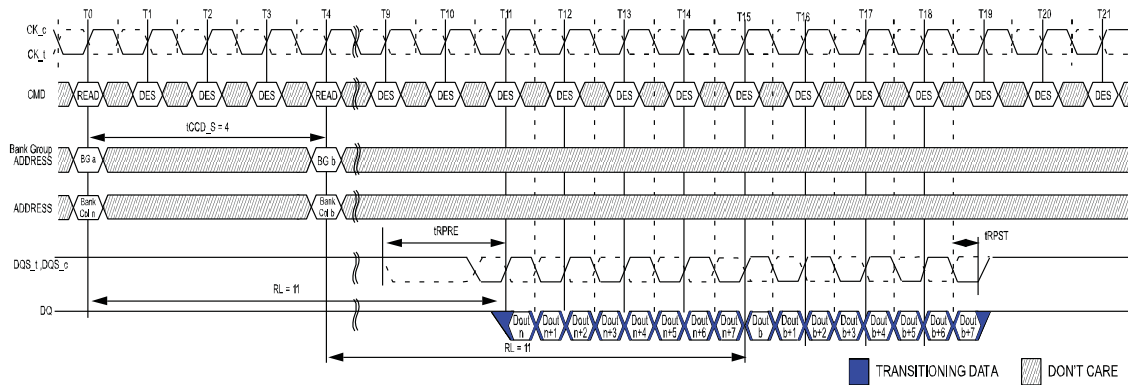 T0 T1 T2 T3 T4 T9 T10 T11 T12 T13 T14 T15 T16 T17 T18 T19 T20 T21
CK_c
CK_t
CMD READ DES DES DES READ DES DES DES DES DES DES DES DES DES DES DES DES DES
tCCD_S = 4
Bank Group
ADDRESS BG a BG b
ADDRESS Bank Col n Bank Col b
tRPRE tRPST
DQS_t ,DQS_c
RL = 11
DQ
Dout n Dout n+1 Dout n+2 Dout n+3 Dout n+4 Dout n+5 Dout n+6 Dout n+7 Dout b Dout b+1 Dout b+2 Dout b+3 Dout b+4 Dout b+5 Dout b+6 Dout b+7
RL = 11
TRANSITIONING DATA DON'T CARE